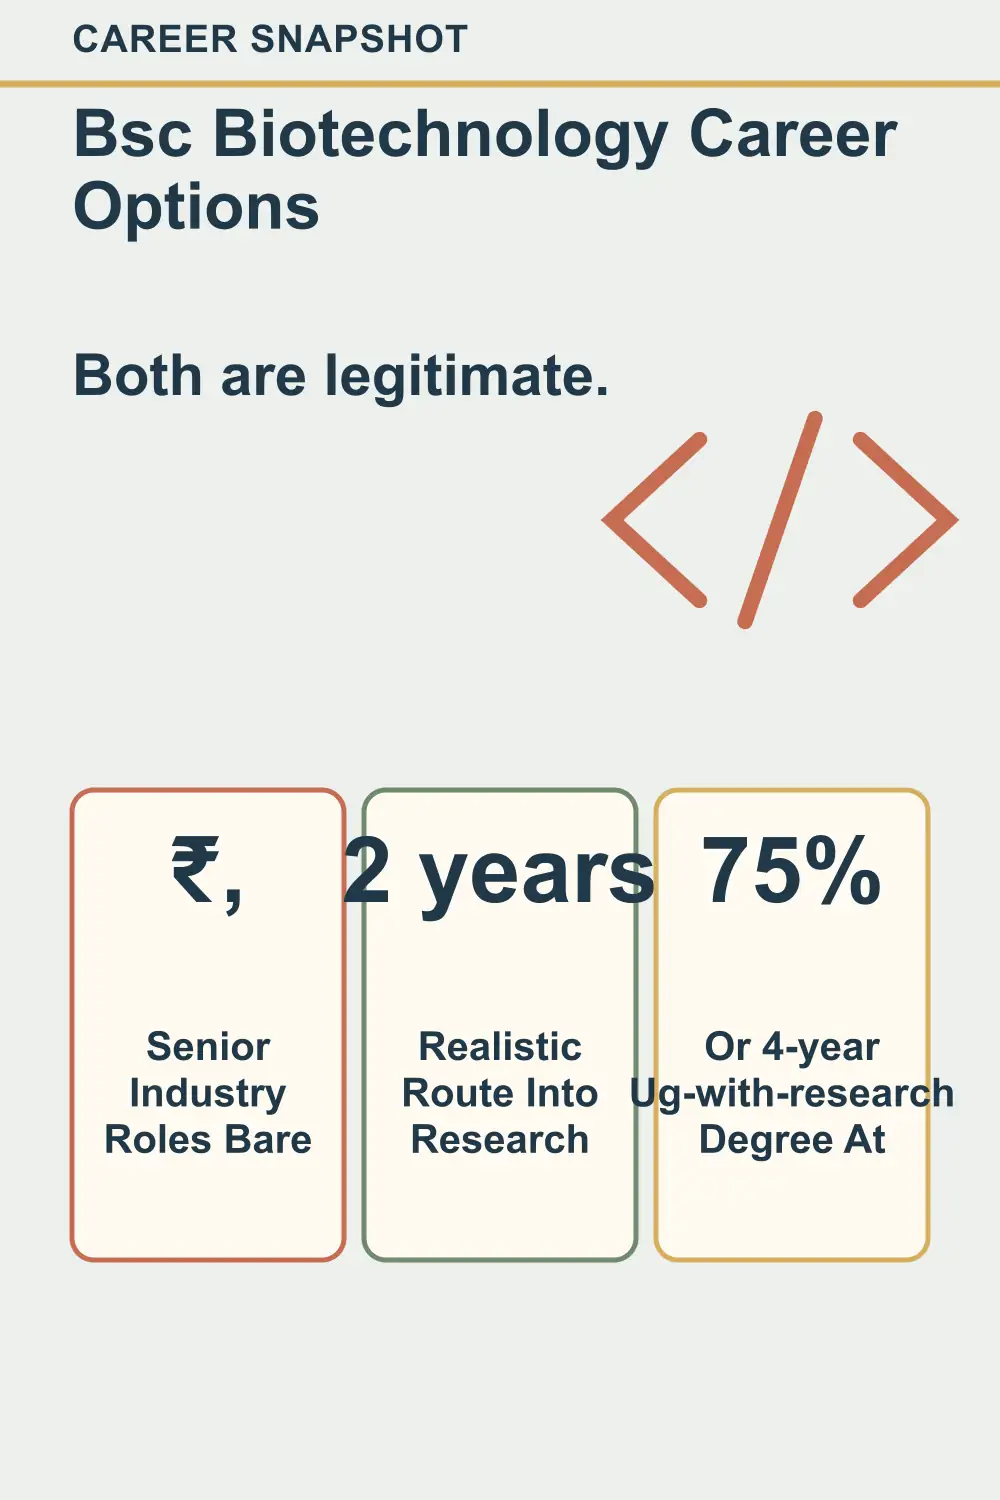 CAREER SNAPSHOT
Bsc Biotechnology Career
Options
Both are legitimate.
₹,
Senior
Industry
Roles Bare
2 years
Realistic
Route Into
Research
75%
Or 4-year
Ug-with-research
Degree At